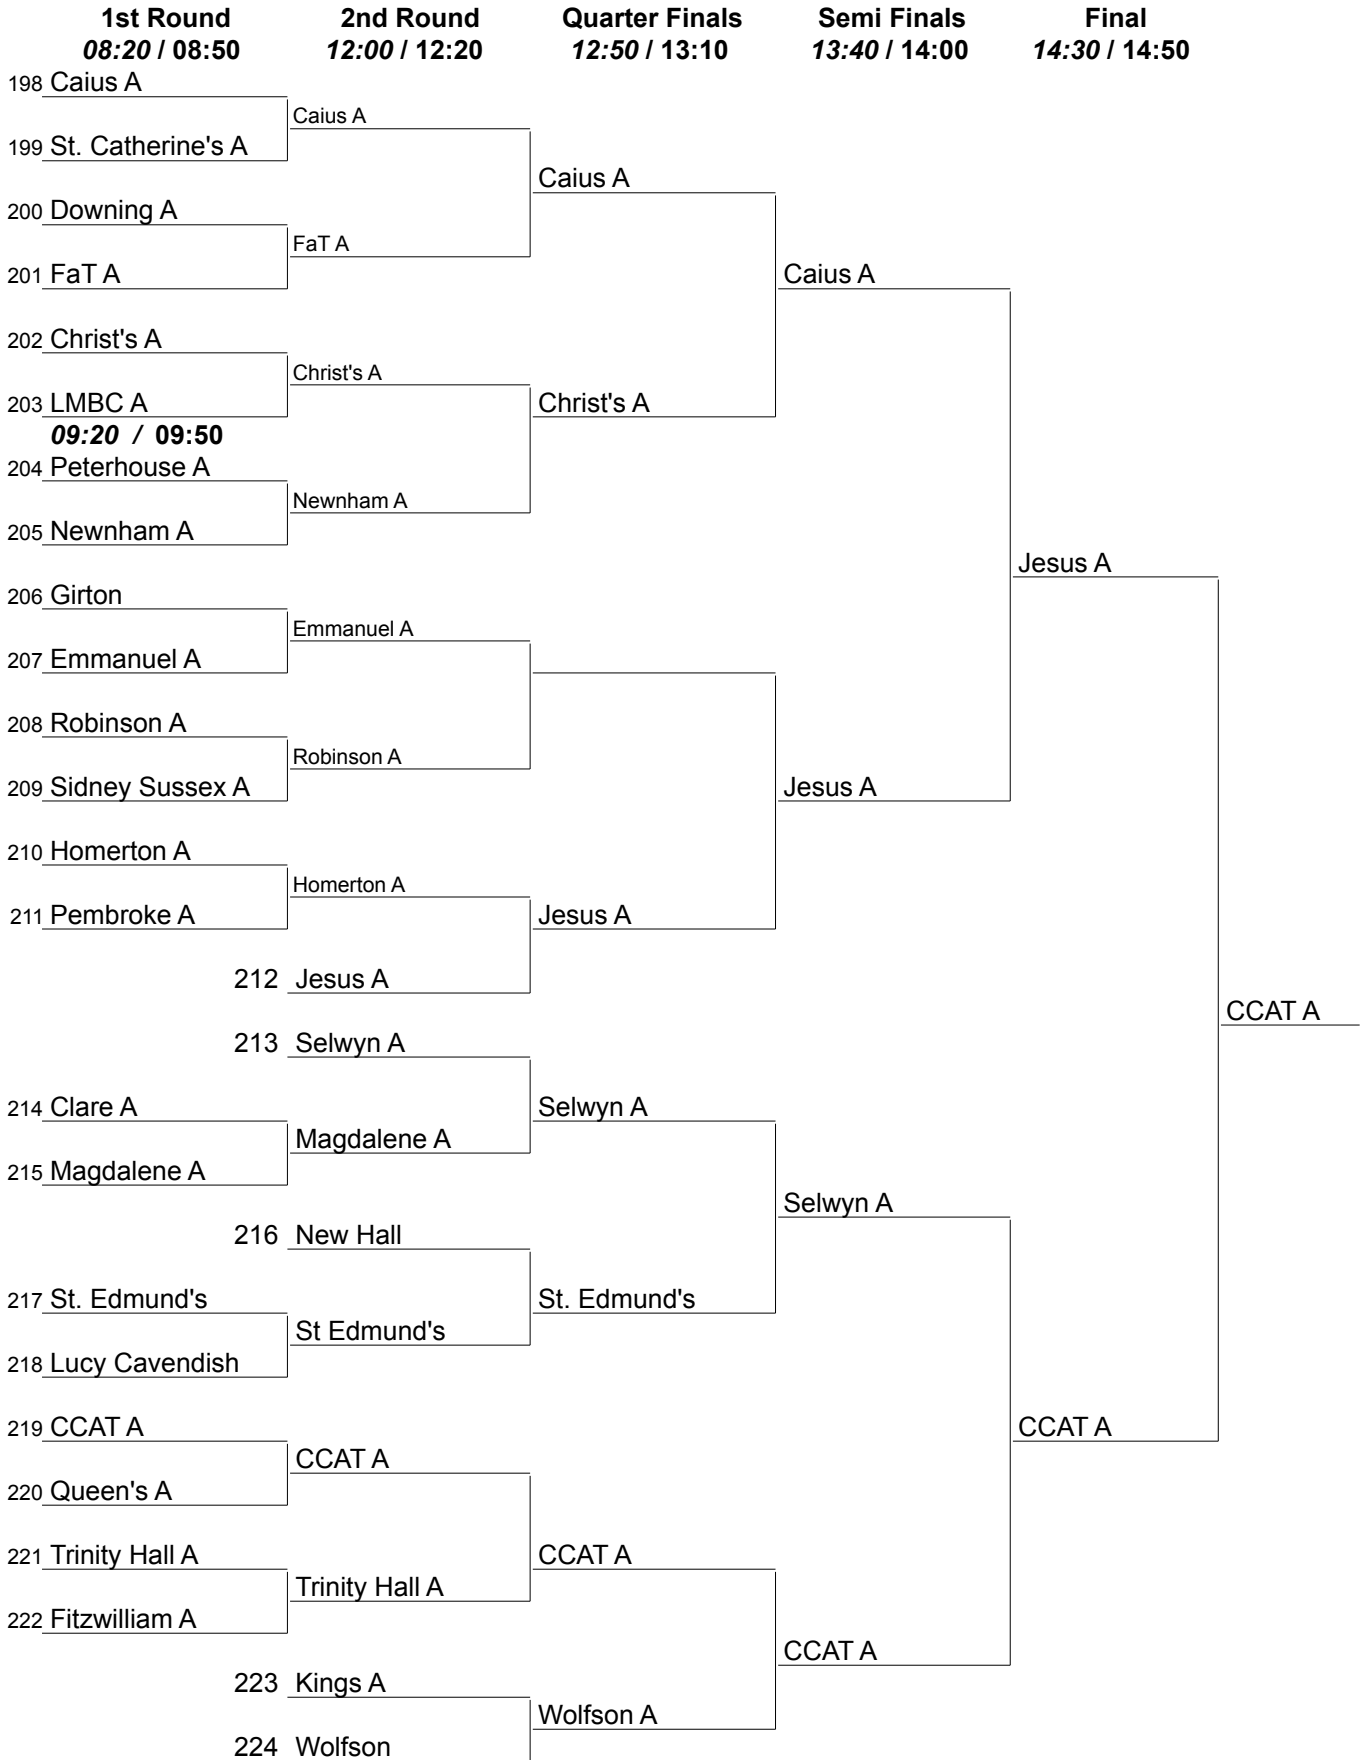 1st Round 2nd Round Quarter Finals Semi Finals Final
08:20 / 08:50 12:00 / 12:20 12:50 / 13:10 13:40 / 14:00 14:30 / 14:50
198 Caius A
Caius A
199 St. Catherine's A
Caius A
200 Downing A
FaT A
201 FaT A
Caius A
202 Christ's A
Christ's A
203 LMBC A
Christ's A
09:20 / 09:50
204 Peterhouse A
Newnham A
205 Newnham A
Jesus A
206 Girton
Emmanuel A
207 Emmanuel A
208 Robinson A
Robinson A
209 Sidney Sussex A
Jesus A
210 Homerton A
Homerton A
211 Pembroke A
Jesus A
212 Jesus A
CCAT A
213 Selwyn A
214 Clare A
Selwyn A
Magdalene A
215 Magdalene A
Selwyn A
216 New Hall
217 St. Edmund's
St. Edmund's
St Edmund's
218 Lucy Cavendish
219 CCAT A
CCAT A
CCAT A
220 Queen's A
221 Trinity Hall A
CCAT A
Trinity Hall A
222 Fitzwilliam A
CCAT A
223 Kings A
Wolfson A
224 Wolfson